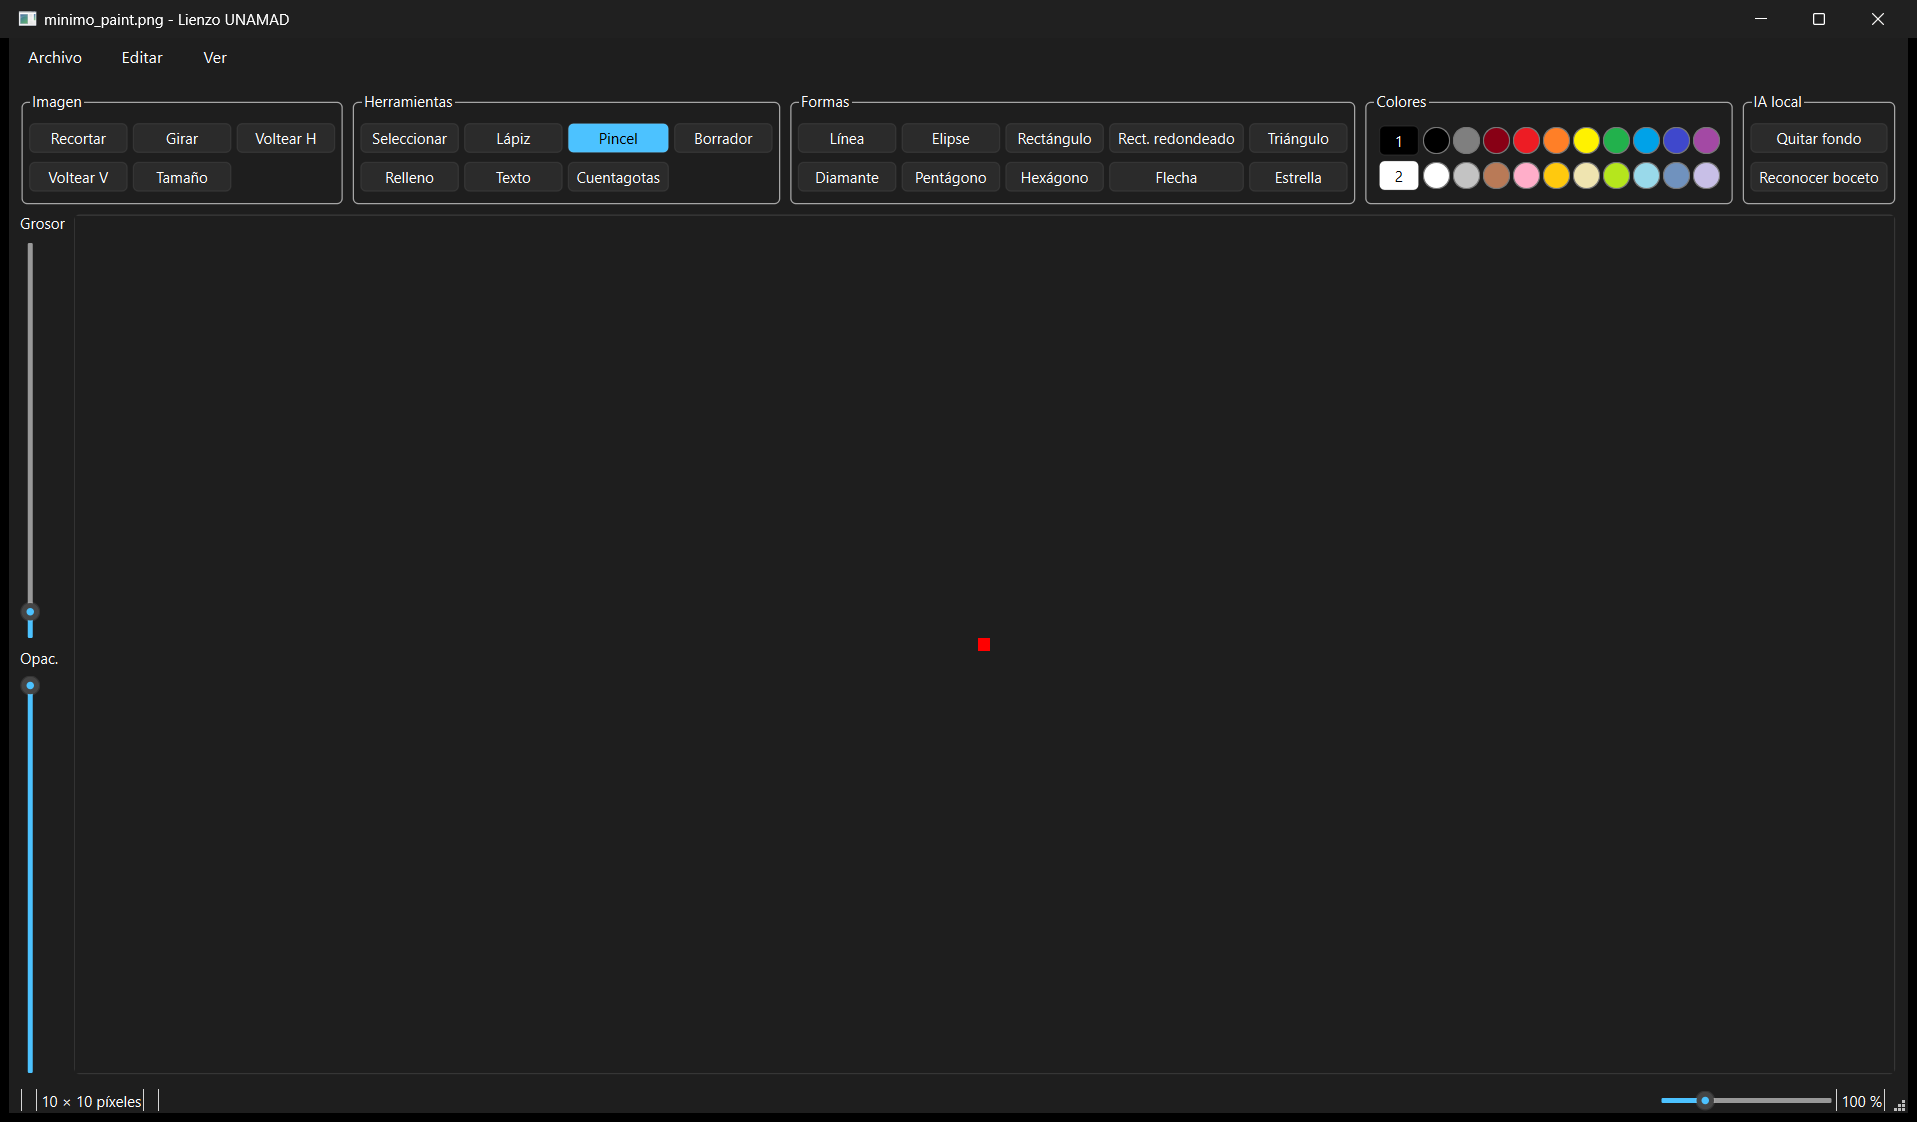 minimo_paint.png - Lienzo UNAMAD
Archivo Editar Ver
Imagen Herramientas Formas Colores IA local
Recortar Girar Voltear H Seleccionar Lápiz Pincel Borrador Línea Elipse Rectángulo Rect. redondeado Triángulo 1 Quitar fondo
Voltear V Tamaño Relleno Texto Cuentagotas Diamante Pentágono Hexágono Flecha Estrella 2 Reconocer boceto
Grosor
Opac.
10 × 10 píxeles 100 %